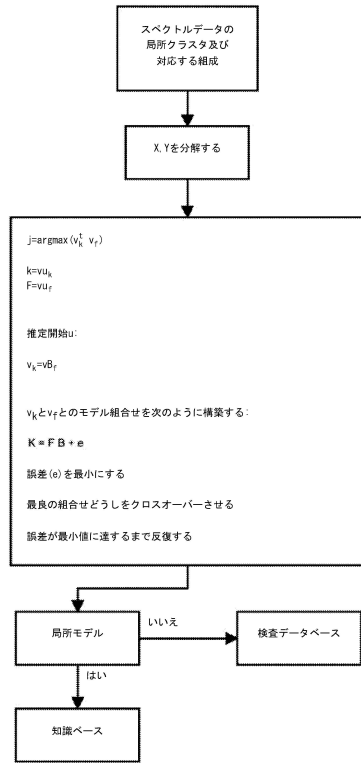 スペクトルデータの
局所クラスタ及び
対応する組成
X,Yを分解する
j=argmax(v_k^t v_f)
k=vu_k
F=vu_f
推定開始u:
v_k=vB_f
v_kとv_fとのモデル組合せを次のように構築する:
K=FB+e
誤差(e)を最小にする
最良の組合せどうしをクロスオーバーさせる
誤差が最小値に達するまで反復する
局所モデル
いいえ
検査データベース
はい
知識ベース